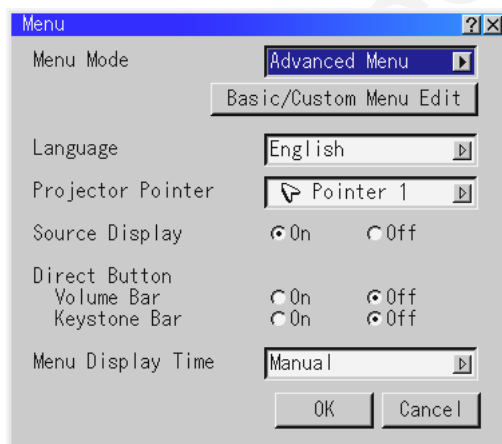 Menu
Menu Mode Advanced Menu
Basic/Custom Menu Edit
Language English
Projector Pointer Pointer 1
Source Display On Off
Direct Button
Volume Bar On Off
Keystone Bar On Off
Menu Display Time Manual
OK Cancel